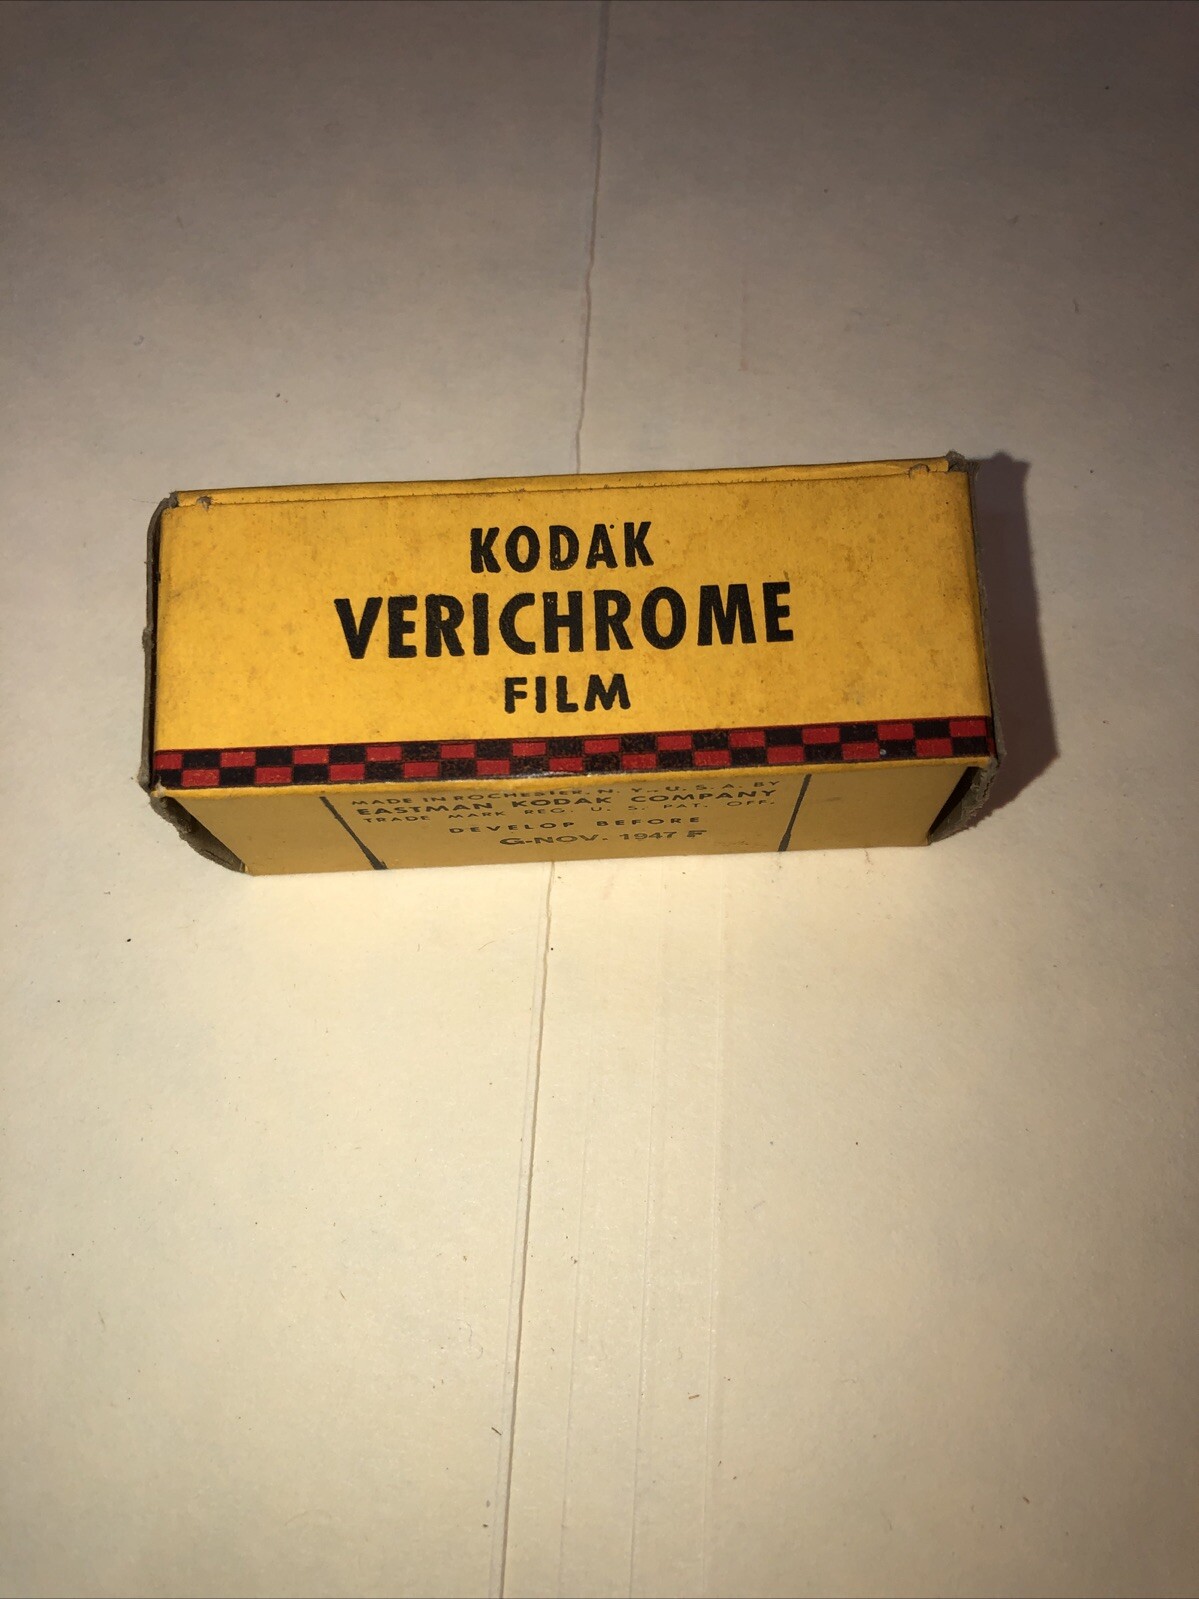 KODAK
VERICHROME
FILM
MADE IN ROCHESTER, N. Y., U. S. A. BY
EASTMAN KODAK COMPANY
TRADE MARK REG. U. S. PAT. OFF.
DEVELOP BEFORE
G-NOV. 1947 F